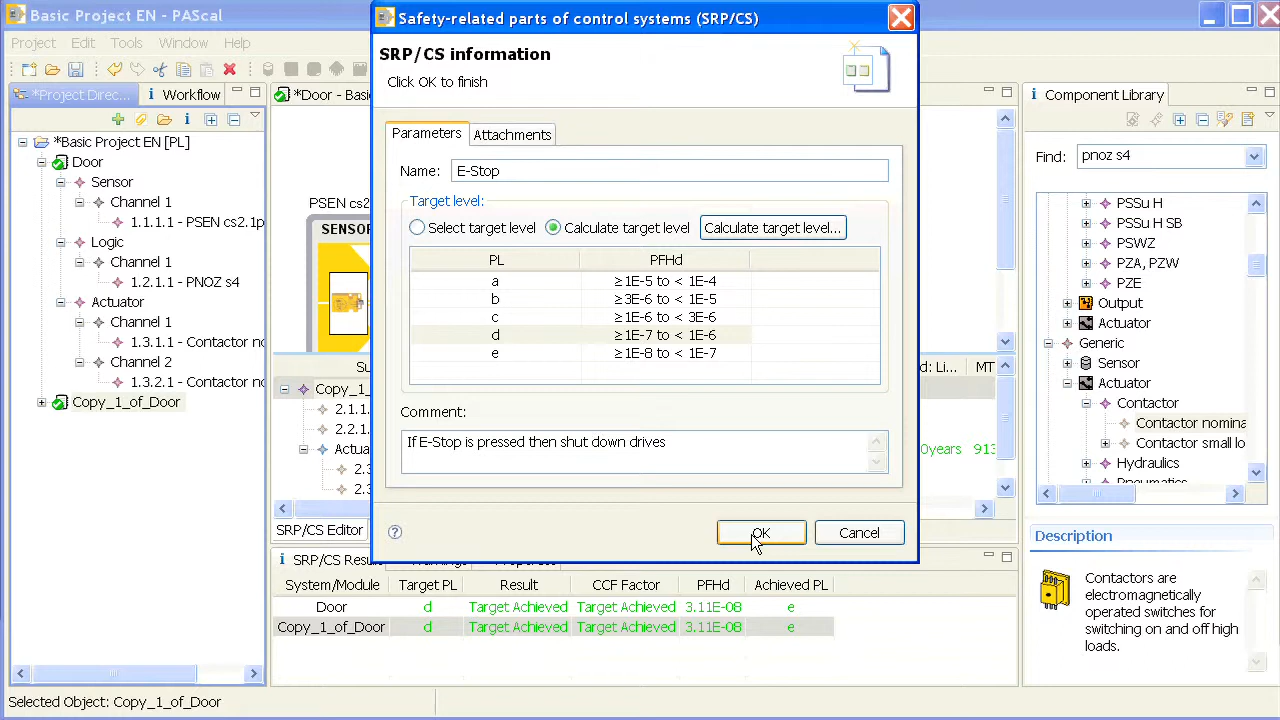 Basic Project EN - PAScal
Project Edit Tools Window Help
*Project Direc...
Workflow
*Basic Project EN [PL]
Door
Sensor
Channel 1
1.1.1.1 - PSEN cs2.1p
Logic
Channel 1
1.2.1.1 - PNOZ s4
Actuator
Channel 1
1.3.1.1 - Contactor no
Channel 2
1.3.2.1 - Contactor no
Copy_1_of_Door
*Door - Bas
PSEN cs2
SENSOR
Su
d: Li...
MT
Copy_1_
2.1.1
2.2.1
Actua
0years
913
2.3
2.3
SRP/CS Editor
Safety-related parts of control systems (SRP/CS)
SRP/CS information
Click OK to finish
Parameters
Attachments
Name:
E-Stop
Target level:
Select target level
Calculate target level
Calculate target level...
PL PFHd
a ≥1E-5 to < 1E-4
b ≥3E-6 to < 1E-5
c ≥1E-6 to < 3E-6
d ≥1E-7 to < 1E-6
e ≥1E-8 to < 1E-7
Comment:
If E-Stop is pressed then shut down drives
OK
Cancel
SRP/CS Resu
System/Module Target PL Result CCF Factor PFHd Achieved PL
Door d Target Achieved Target Achieved 3.11E-08 e
Copy_1_of_Door d Target Achieved Target Achieved 3.11E-08 e
Component Library
Find:
pnoz s4
PSSu H
PSSu H SB
PSWZ
PZA, PZW
PZE
Output
Actuator
Generic
Sensor
Actuator
Contactor
Contactor nomina
Contactor small lo
Hydraulics
Description
Contactors are
electromagnetically
operated switches for
switching on and off high
loads.
Selected Object: Copy_1_of_Door